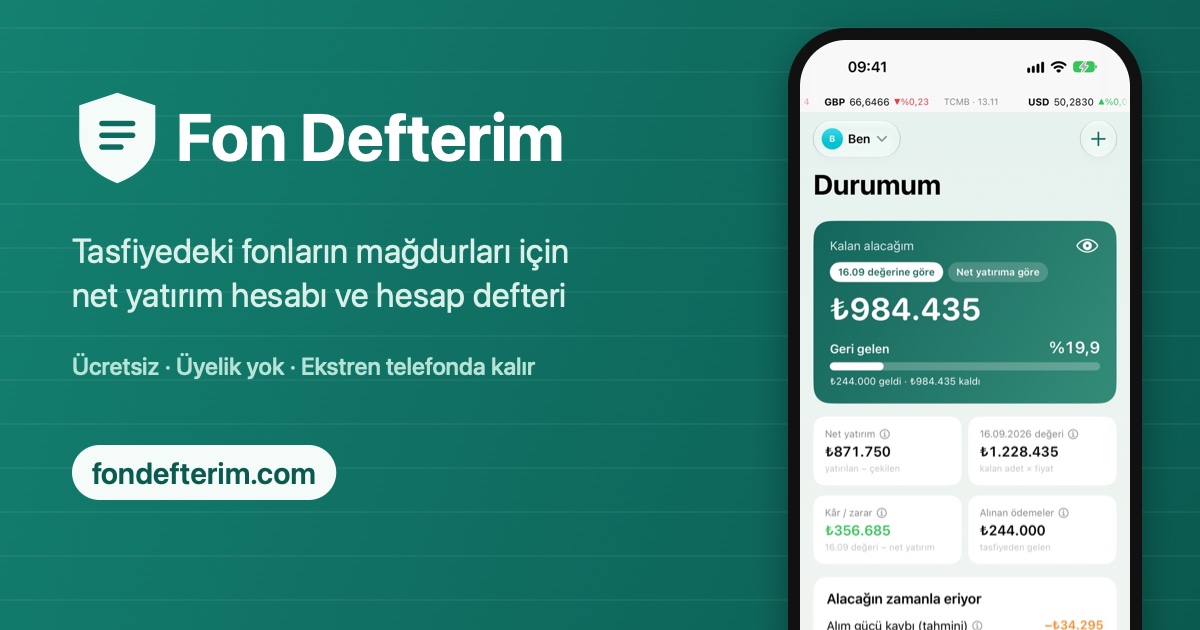 Fon Defterim
Tasfiyedeki fonların mağdurları için
net yatırım hesabı ve hesap defteri
Ücretsiz · Üyelik yok · Ekstren telefonda kalır
fondefterim.com
09:41
4 GBP 66,6466 ▼%0,23 TCMB · 13.11 USD 50,2830 ▲%0,0
B Ben
Durumum
Kalan alacağım
16.09 değerine göre Net yatırıma göre
₺984.435
Geri gelen %19,9
₺244.000 geldi · ₺984.435 kaldı
Net yatırım
₺871.750
yatırılan − çekilen
16.09.2026 değeri
₺1.228.435
kalan adet × fiyat
Kâr / zarar
₺356.685
16.09 değeri − net yatırım
Alınan ödemeler
₺244.000
tasfiyeden gelen
Alacağın zamanla eriyor
Alım gücü kaybı (tahmini) −₺34.295